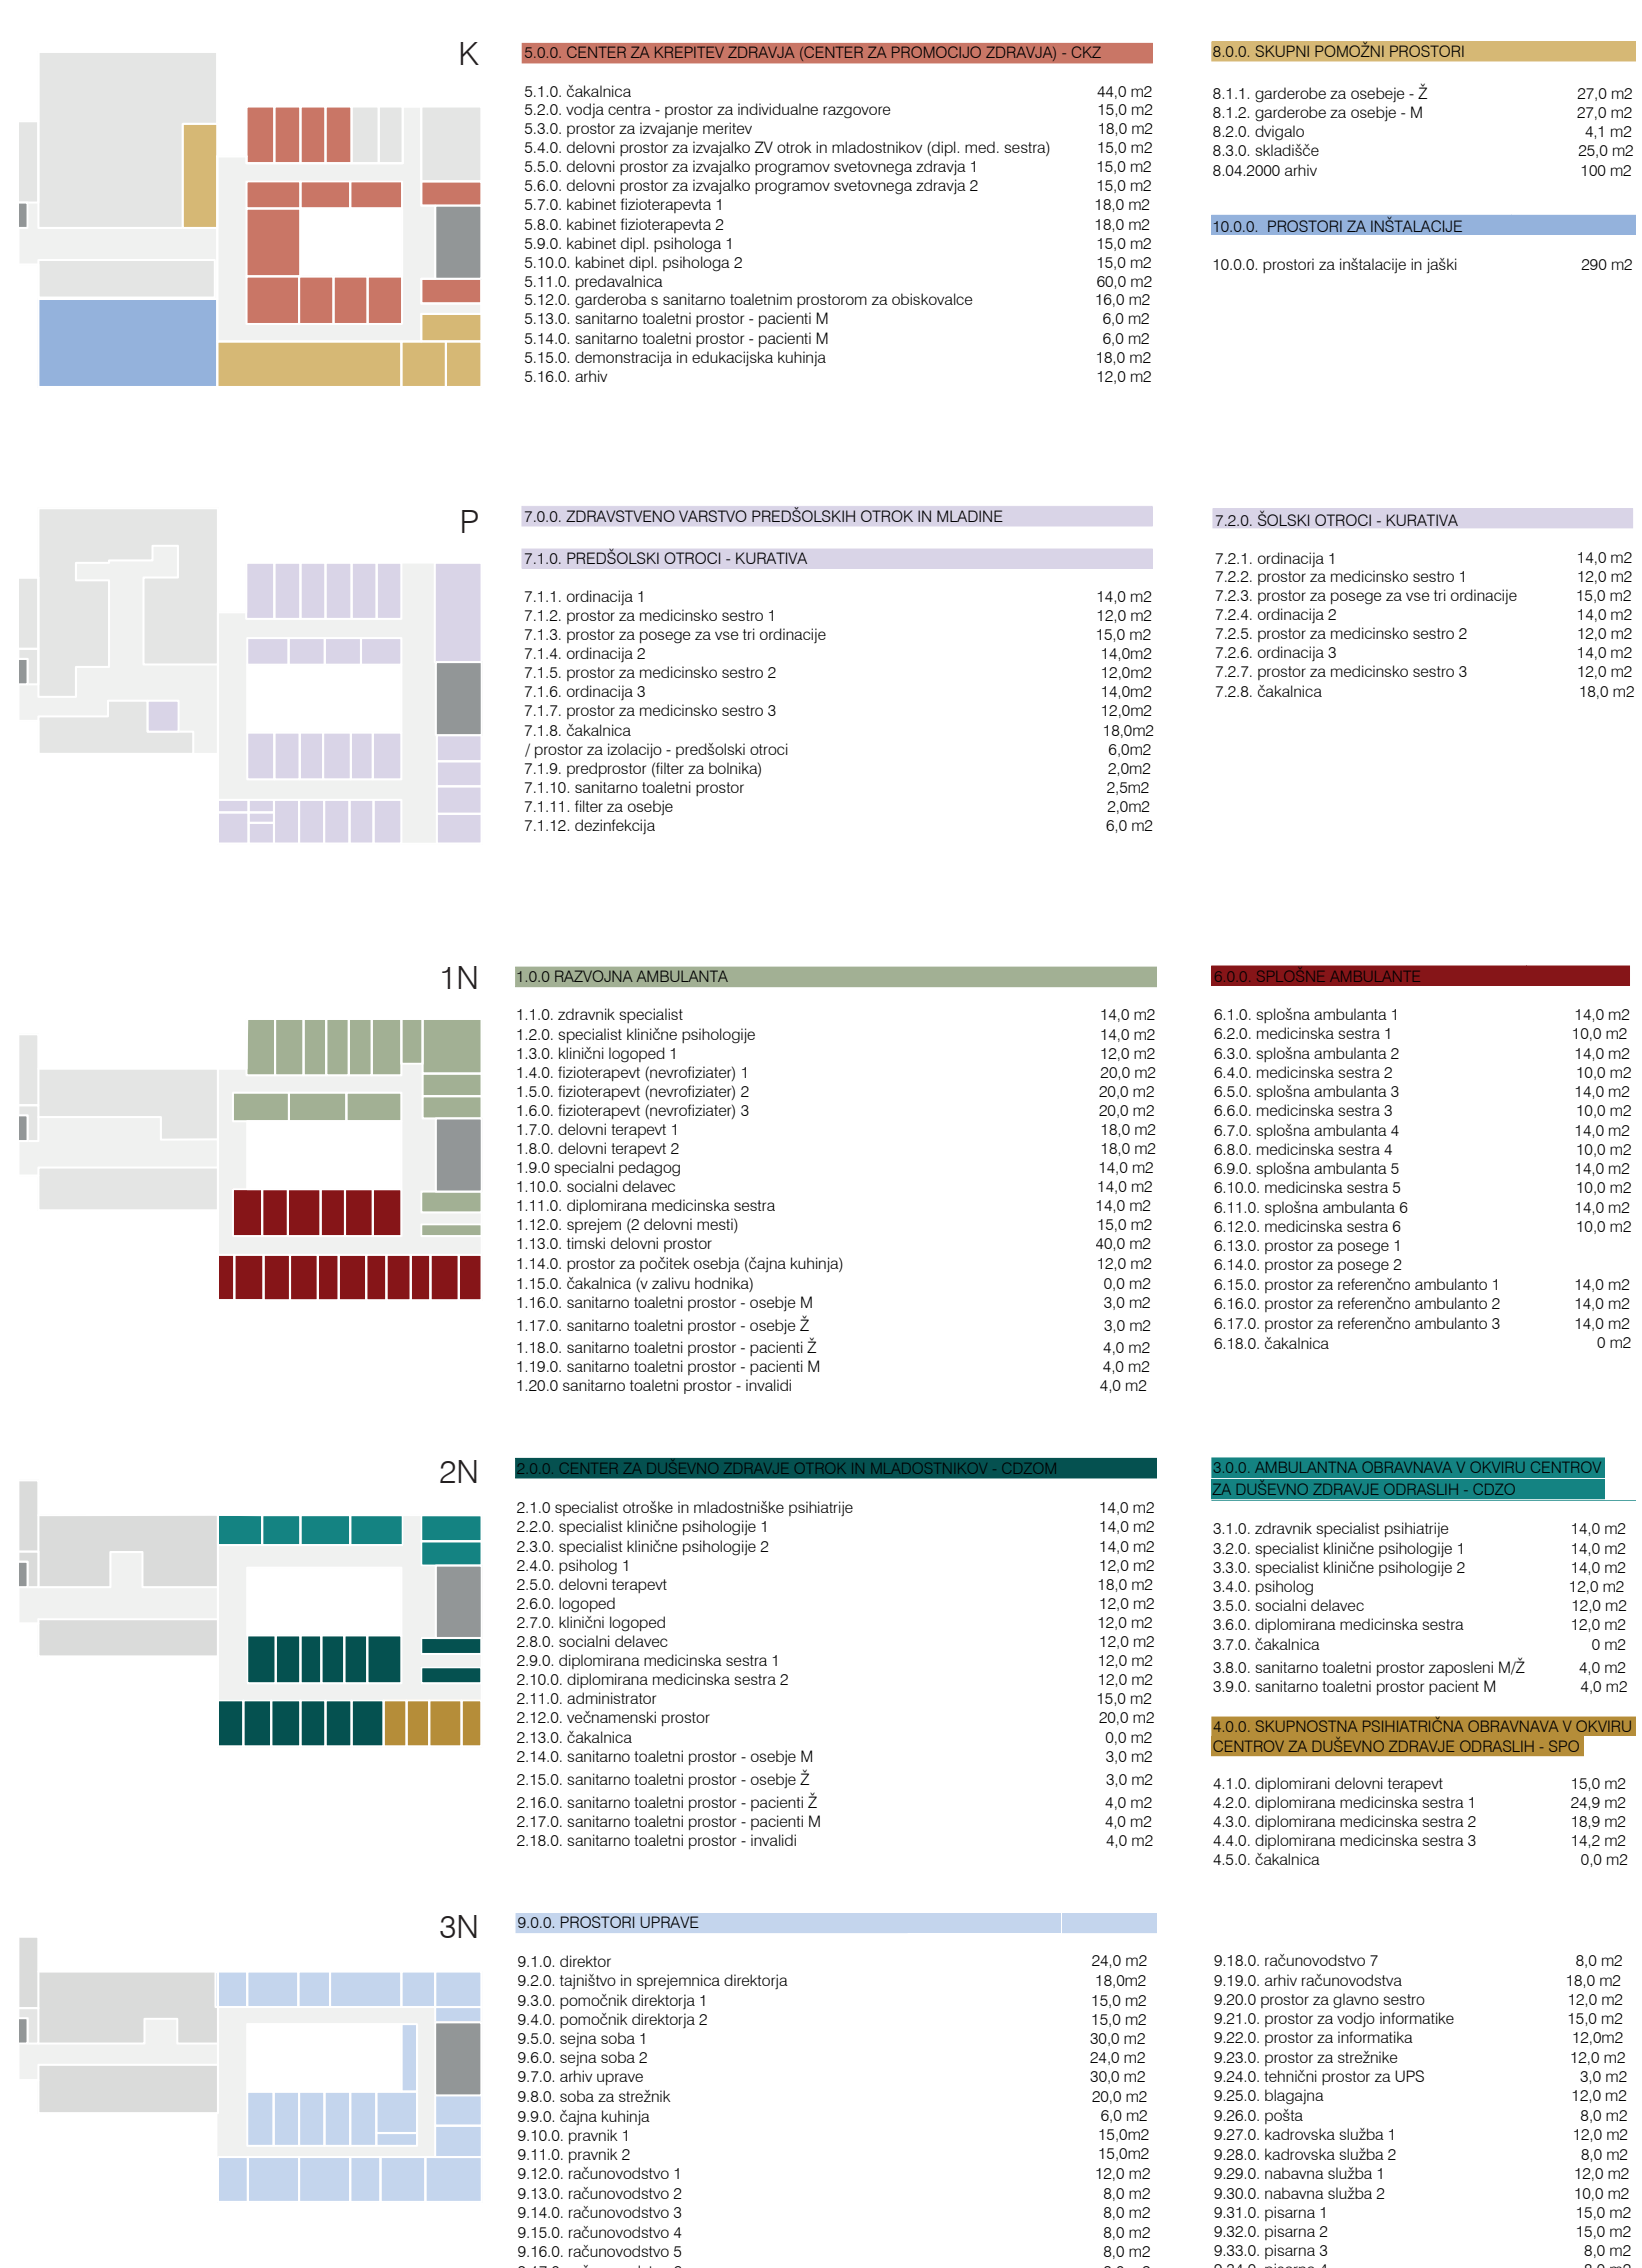 K
5.0.0. CENTER ZA KREPITEV ZDRAVJA (CENTER ZA PROMOCIJO ZDRAVJA) - CKZ
5.1.0. čakalnica 44,0 m2
5.2.0. vodja centra - prostor za individualne razgovore 15,0 m2
5.3.0. prostor za izvajanje meritev 18,0 m2
5.4.0. delovni prostor za izvajalko ZV otrok in mladostnikov (dipl. med. sestra) 15,0 m2
5.5.0. delovni prostor za izvajalko programov svetovnega zdravja 1 15,0 m2
5.6.0. delovni prostor za izvajalko programov svetovnega zdravja 2 15,0 m2
5.7.0. kabinet fizioterapevta 1 18,0 m2
5.8.0. kabinet fizioterapevta 2 18,0 m2
5.9.0. kabinet dipl. psihologa 1 15,0 m2
5.10.0. kabinet dipl. psihologa 2 15,0 m2
5.11.0. predavalnica 60,0 m2
5.12.0. garderoba s sanitarno toaletnim prostorom za obiskovalce 16,0 m2
5.13.0. sanitarno toaletni prostor - pacienti M 6,0 m2
5.14.0. sanitarno toaletni prostor - pacienti M 6,0 m2
5.15.0. demonstracija in edukacijska kuhinja 18,0 m2
5.16.0. arhiv 12,0 m2
8.0.0. SKUPNI POMOŽNI PROSTORI
8.1.1. garderobe za osebeje - Ž 27,0 m2
8.1.2. garderobe za osebje - M 27,0 m2
8.2.0. dvigalo 4,1 m2
8.3.0. skladišče 25,0 m2
8.04.2000 arhiv 100 m2
10.0.0. PROSTORI ZA INŠTALACIJE
10.0.0. prostori za inštalacije in jaški 290 m2
P
7.0.0. ZDRAVSTVENO VARSTVO PREDŠOLSKIH OTROK IN MLADINE
7.1.0. PREDŠOLSKI OTROCI - KURATIVA
7.1.1. ordinacija 1 14,0 m2
7.1.2. prostor za medicinsko sestro 1 12,0 m2
7.1.3. prostor za posege za vse tri ordinacije 15,0 m2
7.1.4. ordinacija 2 14,0m2
7.1.5. prostor za medicinsko sestro 2 12,0m2
7.1.6. ordinacija 3 14,0m2
7.1.7. prostor za medicinsko sestro 3 12,0m2
7.1.8. čakalnica 18,0m2
/ prostor za izolacijo - predšolski otroci 6,0m2
7.1.9. predprostor (filter za bolnika) 2,0m2
7.1.10. sanitarno toaletni prostor 2,5m2
7.1.11. filter za osebje 2,0m2
7.1.12. dezinfekcija 6,0 m2
7.2.0. ŠOLSKI OTROCI - KURATIVA
7.2.1. ordinacija 1 14,0 m2
7.2.2. prostor za medicinsko sestro 1 12,0 m2
7.2.3. prostor za posege za vse tri ordinacije 15,0 m2
7.2.4. ordinacija 2 14,0 m2
7.2.5. prostor za medicinsko sestro 2 12,0 m2
7.2.6. ordinacija 3 14,0 m2
7.2.7. prostor za medicinsko sestro 3 12,0 m2
7.2.8. čakalnica 18,0 m2
1N
1.0.0 RAZVOJNA AMBULANTA
1.1.0. zdravnik specialist 14,0 m2
1.2.0. specialist klinične psihologije 14,0 m2
1.3.0. klinični logoped 1 12,0 m2
1.4.0. fizioterapevt (nevrofiziater) 1 20,0 m2
1.5.0. fizioterapevt (nevrofiziater) 2 20,0 m2
1.6.0. fizioterapevt (nevrofiziater) 3 20,0 m2
1.7.0. delovni terapevt 1 18,0 m2
1.8.0. delovni terapevt 2 18,0 m2
1.9.0 specialni pedagog 14,0 m2
1.10.0. socialni delavec 14,0 m2
1.11.0. diplomirana medicinska sestra 14,0 m2
1.12.0. sprejem (2 delovni mesti) 15,0 m2
1.13.0. timski delovni prostor 40,0 m2
1.14.0. prostor za počitek osebja (čajna kuhinja) 12,0 m2
1.15.0. čakalnica (v zalivu hodnika) 0,0 m2
1.16.0. sanitarno toaletni prostor - osebje M 3,0 m2
1.17.0. sanitarno toaletni prostor - osebje Ž 3,0 m2
1.18.0. sanitarno toaletni prostor - pacienti Ž 4,0 m2
1.19.0. sanitarno toaletni prostor - pacienti M 4,0 m2
1.20.0 sanitarno toaletni prostor - invalidi 4,0 m2
6.0.0. SPLOŠNE AMBULANTE
6.1.0. splošna ambulanta 1 14,0 m2
6.2.0. medicinska sestra 1 10,0 m2
6.3.0. splošna ambulanta 2 14,0 m2
6.4.0. medicinska sestra 2 10,0 m2
6.5.0. splošna ambulanta 3 14,0 m2
6.6.0. medicinska sestra 3 10,0 m2
6.7.0. splošna ambulanta 4 14,0 m2
6.8.0. medicinska sestra 4 10,0 m2
6.9.0. splošna ambulanta 5 14,0 m2
6.10.0. medicinska sestra 5 10,0 m2
6.11.0. splošna ambulanta 6 14,0 m2
6.12.0. medicinska sestra 6 10,0 m2
6.13.0. prostor za posege 1
6.14.0. prostor za posege 2
6.15.0. prostor za referenčno ambulanto 1 14,0 m2
6.16.0. prostor za referenčno ambulanto 2 14,0 m2
6.17.0. prostor za referenčno ambulanto 3 14,0 m2
6.18.0. čakalnica 0 m2
2N
2.0.0. CENTER ZA DUŠEVNO ZDRAVJE OTROK IN MLADOSTNIKOV - CDZOM
2.1.0 specialist otroške in mladostniške psihiatrije 14,0 m2
2.2.0. specialist klinične psihologije 1 14,0 m2
2.3.0. specialist klinične psihologije 2 14,0 m2
2.4.0. psiholog 1 12,0 m2
2.5.0. delovni terapevt 18,0 m2
2.6.0. logoped 12,0 m2
2.7.0. klinični logoped 12,0 m2
2.8.0. socialni delavec 12,0 m2
2.9.0. diplomirana medicinska sestra 1 12,0 m2
2.10.0. diplomirana medicinska sestra 2 12,0 m2
2.11.0. administrator 15,0 m2
2.12.0. večnamenski prostor 20,0 m2
2.13.0. čakalnica 0,0 m2
2.14.0. sanitarno toaletni prostor - osebje M 3,0 m2
2.15.0. sanitarno toaletni prostor - osebje Ž 3,0 m2
2.16.0. sanitarno toaletni prostor - pacienti Ž 4,0 m2
2.17.0. sanitarno toaletni prostor - pacienti M 4,0 m2
2.18.0. sanitarno toaletni prostor - invalidi 4,0 m2
3.0.0. AMBULANTNA OBRAVNAVA V OKVIRU CENTROV
ZA DUŠEVNO ZDRAVJE ODRASLIH - CDZO
3.1.0. zdravnik specialist psihiatrije 14,0 m2
3.2.0. specialist klinične psihologije 1 14,0 m2
3.3.0. specialist klinične psihologije 2 14,0 m2
3.4.0. psiholog 12,0 m2
3.5.0. socialni delavec 12,0 m2
3.6.0. diplomirana medicinska sestra 12,0 m2
3.7.0. čakalnica 0 m2
3.8.0. sanitarno toaletni prostor zaposleni M/Ž 4,0 m2
3.9.0. sanitarno toaletni prostor pacient M 4,0 m2
4.0.0. SKUPNOSTNA PSIHIATRIČNA OBRAVNAVA V OKVIRU
CENTROV ZA DUŠEVNO ZDRAVJE ODRASLIH - SPO
4.1.0. diplomirani delovni terapevt 15,0 m2
4.2.0. diplomirana medicinska sestra 1 24,9 m2
4.3.0. diplomirana medicinska sestra 2 18,9 m2
4.4.0. diplomirana medicinska sestra 3 14,2 m2
4.5.0. čakalnica 0,0 m2
3N
9.0.0. PROSTORI UPRAVE
9.1.0. direktor 24,0 m2
9.2.0. tajništvo in sprejemnica direktorja 18,0m2
9.3.0. pomočnik direktorja 1 15,0 m2
9.4.0. pomočnik direktorja 2 15,0 m2
9.5.0. sejna soba 1 30,0 m2
9.6.0. sejna soba 2 24,0 m2
9.7.0. arhiv uprave 30,0 m2
9.8.0. soba za strežnik 20,0 m2
9.9.0. čajna kuhinja 6,0 m2
9.10.0. pravnik 1 15,0m2
9.11.0. pravnik 2 15,0m2
9.12.0. računovodstvo 1 12,0 m2
9.13.0. računovodstvo 2 8,0 m2
9.14.0. računovodstvo 3 8,0 m2
9.15.0. računovodstvo 4 8,0 m2
9.16.0. računovodstvo 5 8,0 m2
9.18.0. računovodstvo 7 8,0 m2
9.19.0. arhiv računovodstva 18,0 m2
9.20.0 prostor za glavno sestro 12,0 m2
9.21.0. prostor za vodjo informatike 15,0 m2
9.22.0. prostor za informatika 12,0m2
9.23.0. prostor za strežnike 12,0 m2
9.24.0. tehnični prostor za UPS 3,0 m2
9.25.0. blagajna 12,0 m2
9.26.0. pošta 8,0 m2
9.27.0. kadrovska služba 1 12,0 m2
9.28.0. kadrovska služba 2 8,0 m2
9.29.0. nabavna služba 1 12,0 m2
9.30.0. nabavna služba 2 10,0 m2
9.31.0. pisarna 1 15,0 m2
9.32.0. pisarna 2 15,0 m2
9.33.0. pisarna 3 8,0 m2